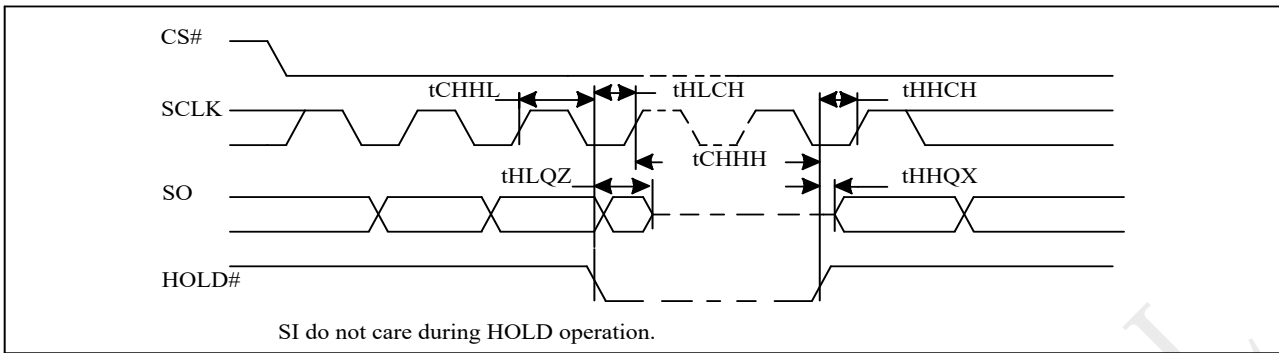 CS#
tCHHL
tHLCH
tHHCH
SCLK
tCHHH
tHLQZ
tHHQX
SO
HOLD#
SI do not care during HOLD operation.